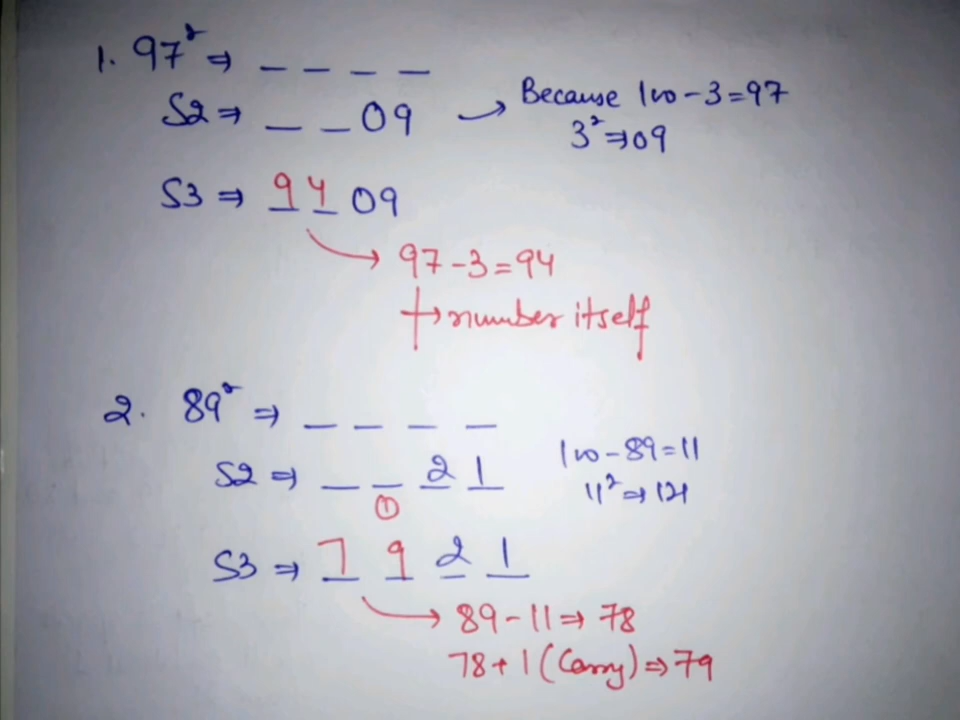 1. 97² ⇒ _ _ _ _
S2 ⇒ _ _ 09 → Because 100 - 3 = 97
3² ⇒ 09
S3 ⇒ 94 09
→ 97 - 3 = 94
→ number itself
2. 89² ⇒ _ _ _ _
S2 ⇒ _ _ 2 1 100 - 89 = 11
① 11² ⇒ 121
S3 ⇒ 7 9 2 1
→ 89 - 11 ⇒ 78
78 + 1 (Carry) ⇒ 79